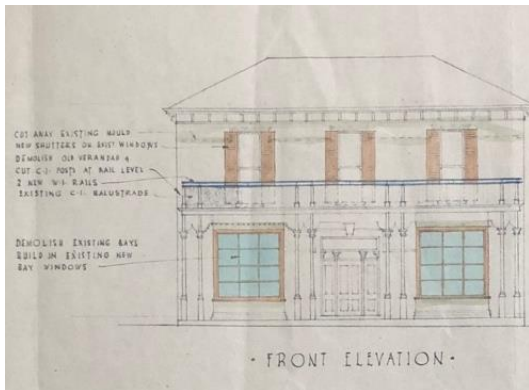 CUT AWAY EXISTING MOULD
NEW SHUTTERS ON EXIST WINDOWS
DEMOLISH OLD VERANDAH &
CUT C.I. POSTS AT RAIL LEVEL
2 NEW W.I. RAILS
EXISTING C.I. BALUSTRADE
DEMOLISH EXISTING BAYS
BUILD IN EXISTING NEW
BAY WINDOWS
· FRONT ELEVATION ·